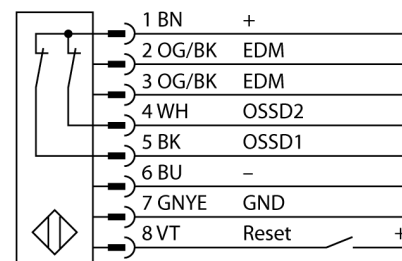 1 BN +
2 OG/BK EDM
3 OG/BK EDM
4 WH OSSD2
5 BK OSSD1
6 BU –
7 GNYE GND
8 VT Reset +